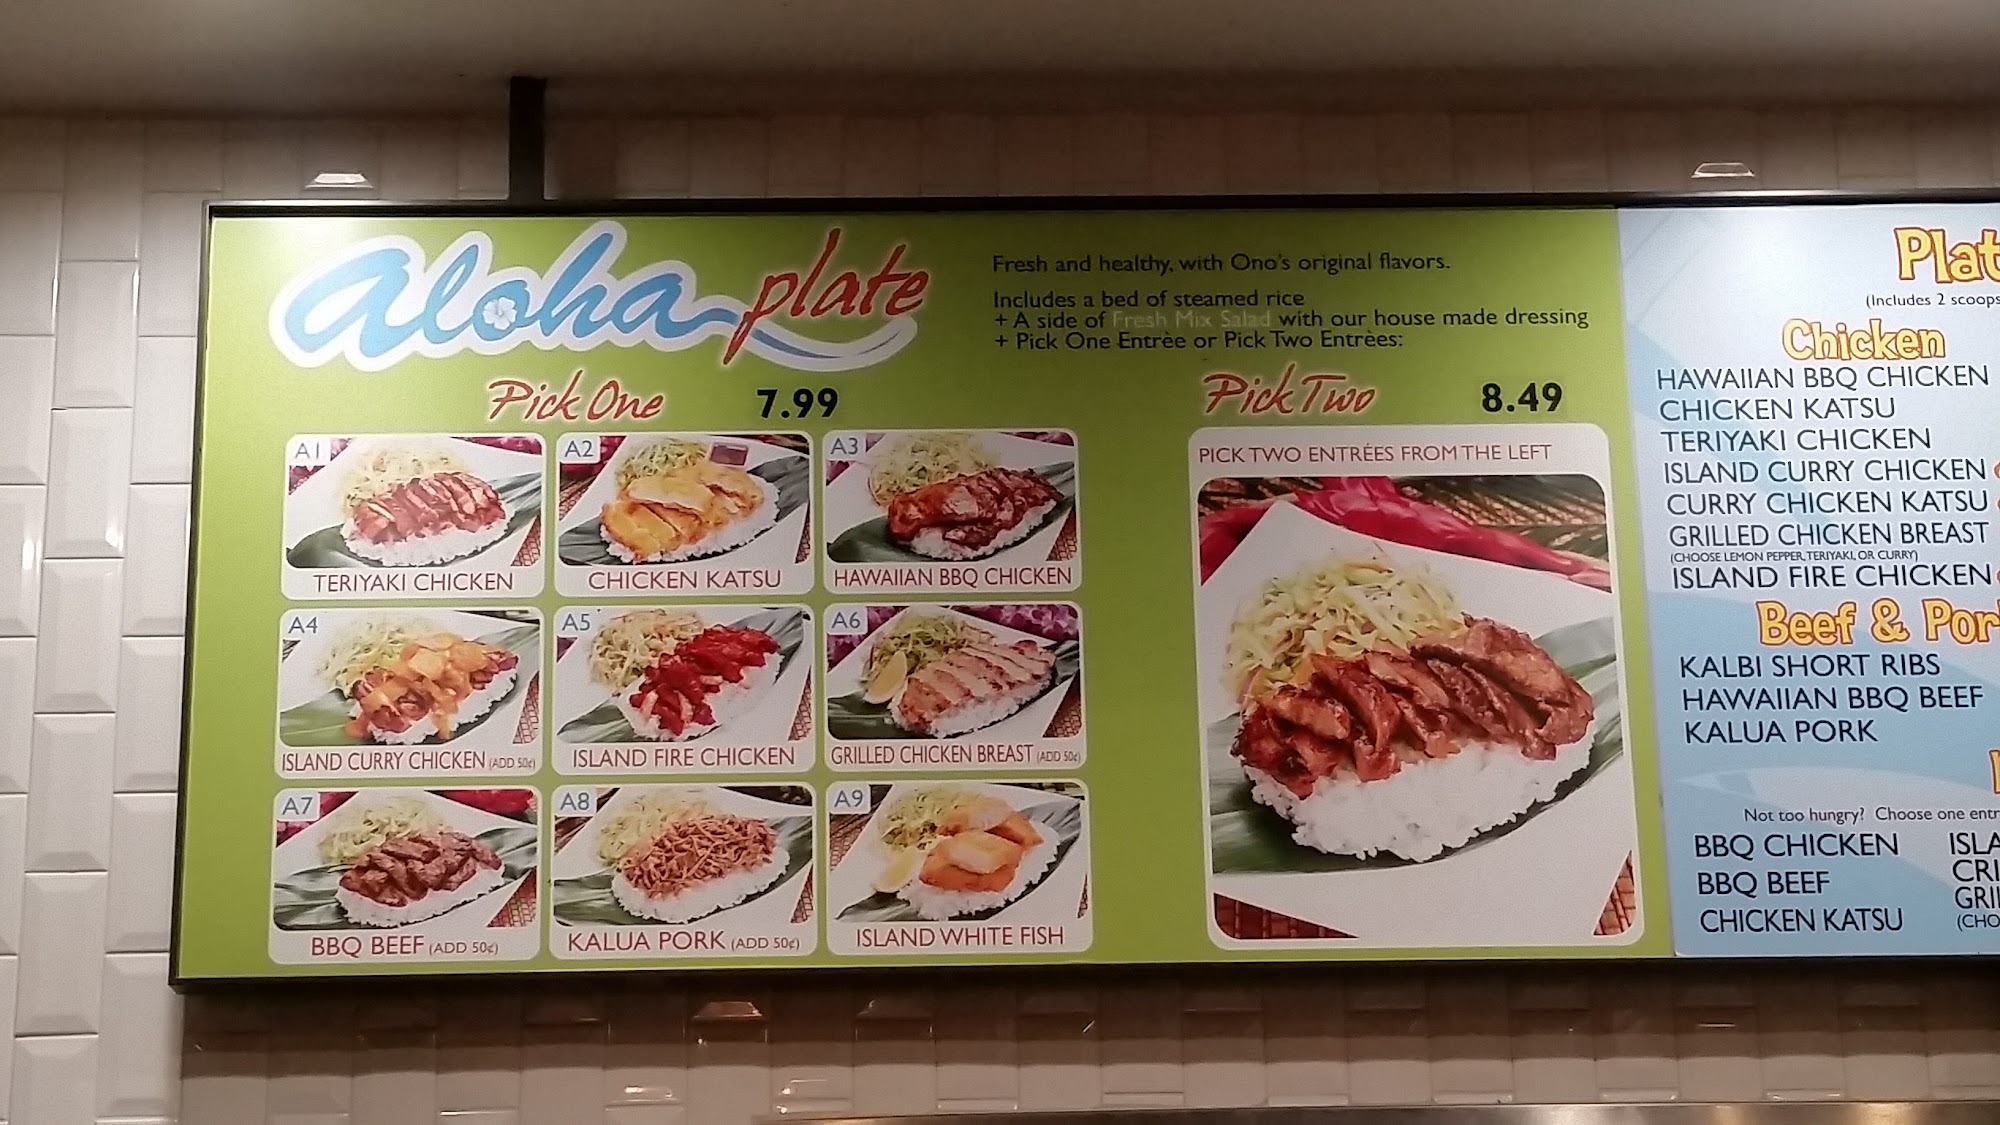 Aloha plate
Fresh and healthy, with Ono's original flavors.
Includes a bed of steamed rice
+ A side of Fresh Mix Salad with our house made dressing
+ Pick One Entrèe or Pick Two Entrèes:
Pick One 7.99
A1
TERIYAKI CHICKEN
A2
CHICKEN KATSU
A3
HAWAIIAN BBQ CHICKEN
A4
ISLAND CURRY CHICKEN (ADD 50¢)
A5
ISLAND FIRE CHICKEN
A6
GRILLED CHICKEN BREAST (ADD 50¢)
A7
BBQ BEEF (ADD 50¢)
A8
KALUA PORK (ADD 50¢)
A9
ISLAND WHITE FISH
Pick Two 8.49
PICK TWO ENTRÉES FROM THE LEFT
(Includes 2 scoops
Chicken
HAWAIIAN BBQ CHICKEN
CHICKEN KATSU
TERIYAKI CHICKEN
ISLAND CURRY CHICKEN
CURRY CHICKEN KATSU
GRILLED CHICKEN BREAST
(CHOOSE LEMON PEPPER, TERIYAKI, OR CURRY)
ISLAND FIRE CHICKEN
Beef &
KALBI SHORT RIBS
HAWAIIAN BBQ BEEF
KALUA PORK
Not too hungry? Choose one
BBQ CHICKEN
BBQ BEEF
CHICKEN KATSU